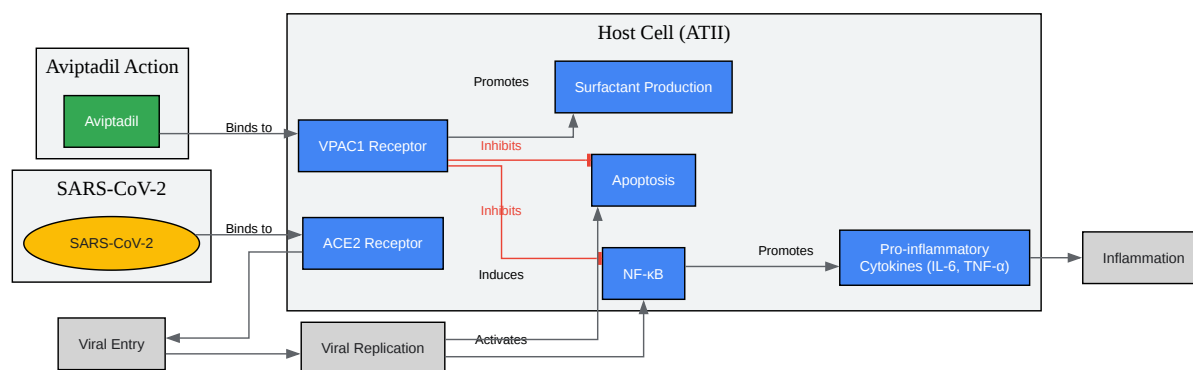 Host Cell (ATII)
Aviptadil Action
Promotes
Surfactant Production
Aviptadil
Binds to
VPAC1 Receptor
Inhibits
Apoptosis
SARS-CoV-2
Inhibits
SARS-CoV-2
Binds to
ACE2 Receptor
Promotes
Pro-inflammatory
Cytokines (IL-6, TNF-α)
Inflammation
Induces
NF-κB
Viral Entry
Viral Replication
Activates